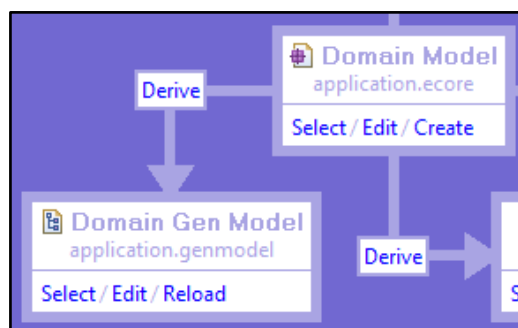 Domain Model
application.ecore
Select / Edit / Create
Derive
Domain Gen Model
application.genmodel
Select / Edit / Reload
Derive
S